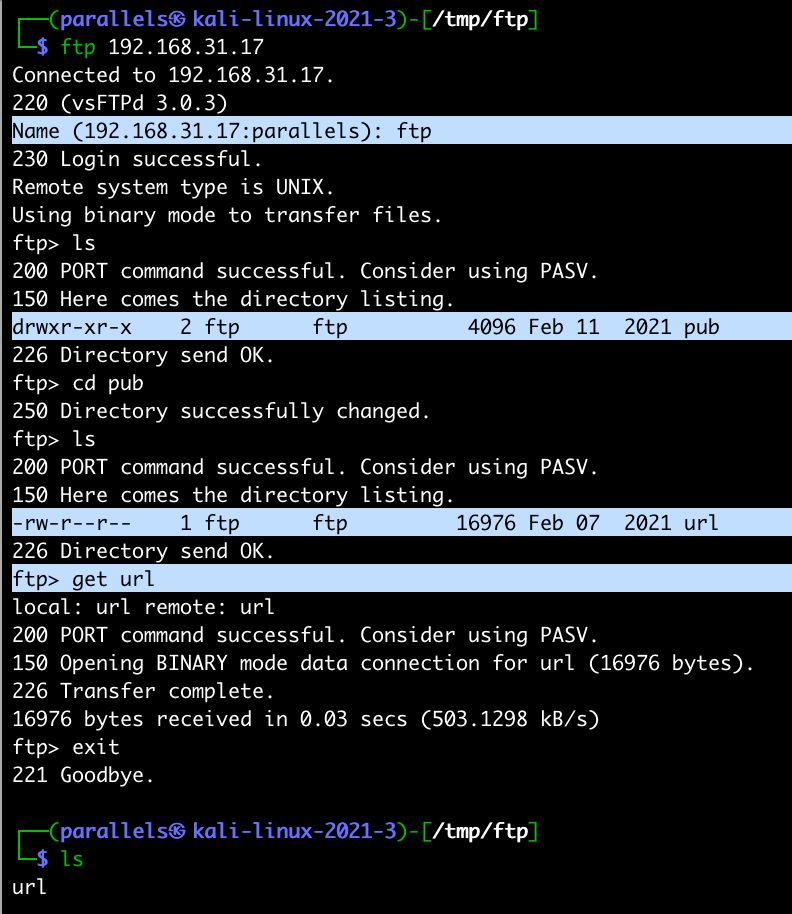 ┌──(parallels㉿kali-linux-2021-3)-[/tmp/ftp]
└─$ ftp 192.168.31.17
Connected to 192.168.31.17.
220 (vsFTPd 3.0.3)
Name (192.168.31.17:parallels): ftp
230 Login successful.
Remote system type is UNIX.
Using binary mode to transfer files.
ftp> ls
200 PORT command successful. Consider using PASV.
150 Here comes the directory listing.
drwxr-xr-x    2 ftp      ftp          4096 Feb 11  2021 pub
226 Directory send OK.
ftp> cd pub
250 Directory successfully changed.
ftp> ls
200 PORT command successful. Consider using PASV.
150 Here comes the directory listing.
-rw-r--r--    1 ftp      ftp         16976 Feb 07  2021 url
226 Directory send OK.
ftp> get url
local: url remote: url
200 PORT command successful. Consider using PASV.
150 Opening BINARY mode data connection for url (16976 bytes).
226 Transfer complete.
16976 bytes received in 0.03 secs (503.1298 kB/s)
ftp> exit
221 Goodbye.
┌──(parallels㉿kali-linux-2021-3)-[/tmp/ftp]
└─$ ls
url